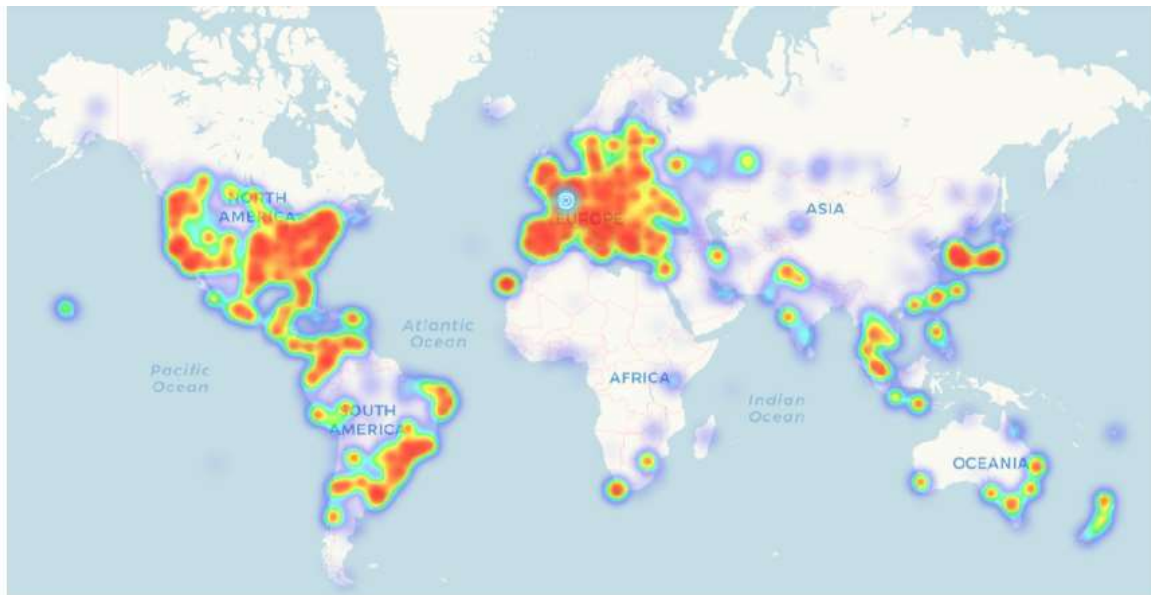 NORTH
AMERICA
EUROPE
ASIA
Atlantic
Ocean
Pacific
Ocean
AFRICA
Indian
Ocean
SOUTH
AMERICA
OCEANIA